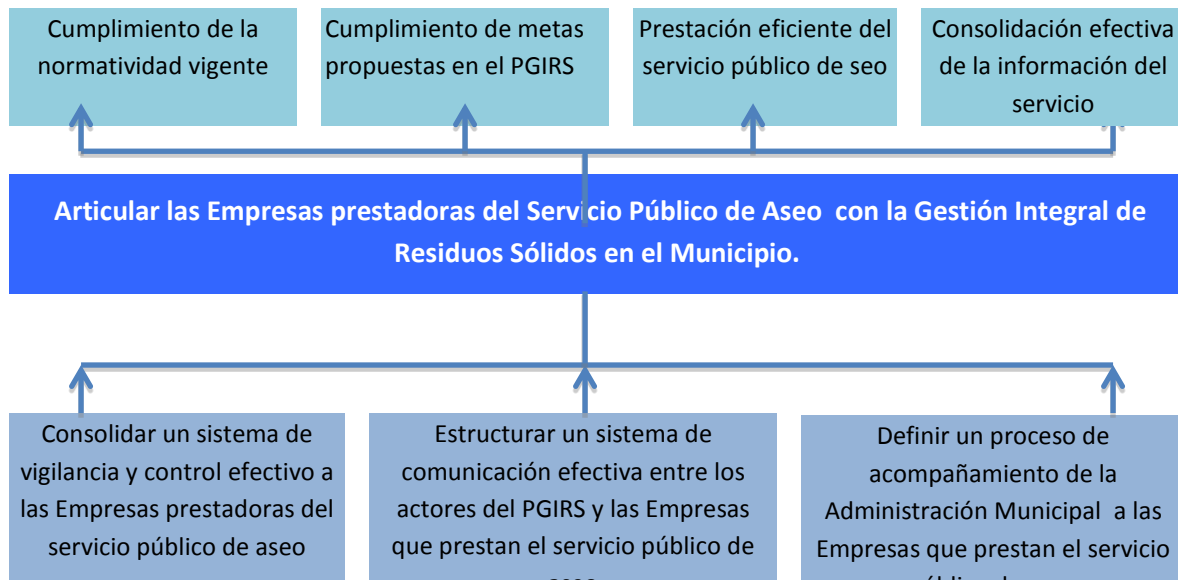 Cumplimiento de la
normatividad vigente
Cumplimiento de metas
propuestas en el PGIRS
Prestación eficiente del
servicio público de seo
Consolidación efectiva
de la información del
servicio
Articular las Empresas prestadoras del Servicio Público de Aseo con la Gestión Integral de
Residuos Sólidos en el Municipio.
Consolidar un sistema de
vigilancia y control efectivo a
las Empresas prestadoras del
servicio público de aseo
Estructurar un sistema de
comunicación efectiva entre los
actores del PGIRS y las Empresas
que prestan el servicio público de
Definir un proceso de
acompañamiento de la
Administración Municipal a las
Empresas que prestan el servicio